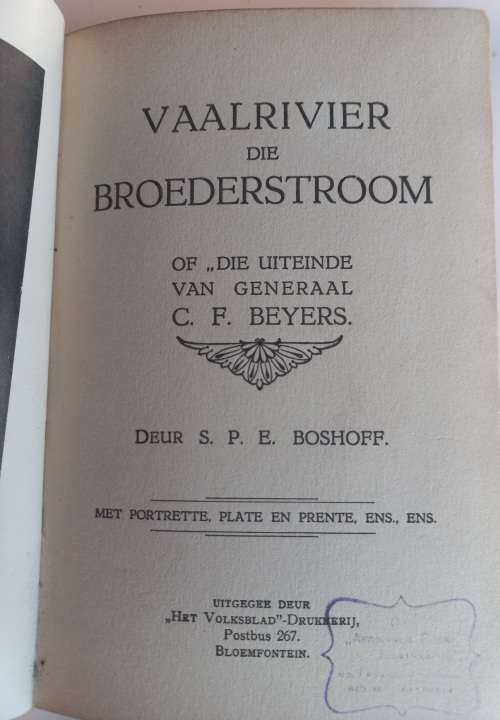 VAALRIVIER
DIE
BROEDERSTROOM
OF „DIE UITEINDE
VAN GENERAAL
C. F. BEYERS.
DEUR S. P. E. BOSHOFF.
MET PORTRETTE, PLATE EN PRENTE, ENS., ENS.
UITGEGEE DEUR
„HET VOLKSBLAD”-DRUKKERIJ,
POSTBUS 267.
BLOEMFONTEIN.